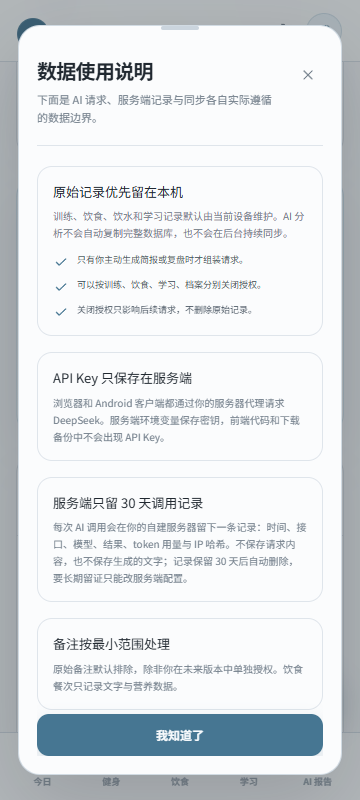 数据使用说明
下面是 AI 请求、服务端记录与同步各自实际遵循
的数据边界。
原始记录优先留在本机
训练、饮食、饮水和学习记录默认由当前设备维护。AI 分
析不会自动复制完整数据库，也不会在后台持续同步。
只有你主动生成简报或复盘时才组装请求。
可以按训练、饮食、学习、档案分别关闭授权。
关闭授权只影响后续请求，不删除原始记录。
API Key 只保存在服务端
浏览器和 Android 客户端都通过你的服务器代理请求
DeepSeek。服务端环境变量保存密钥，前端代码和下载
备份中不会出现 API Key。
服务端只留 30 天调用记录
每次 AI 调用会在你的自建服务器留下一条记录：时间、接
口、模型、结果、token 用量与 IP 哈希。不保存请求内
容，也不保存生成的文字；记录保留 30 天后自动删除，
要长期留证只能改服务端配置。
备注按最小范围处理
原始备注默认排除，除非你在未来版本中单独授权。饮食
餐次只记录文字与营养数据。
我知道了
今日 健身 饮食 学习 AI 报告